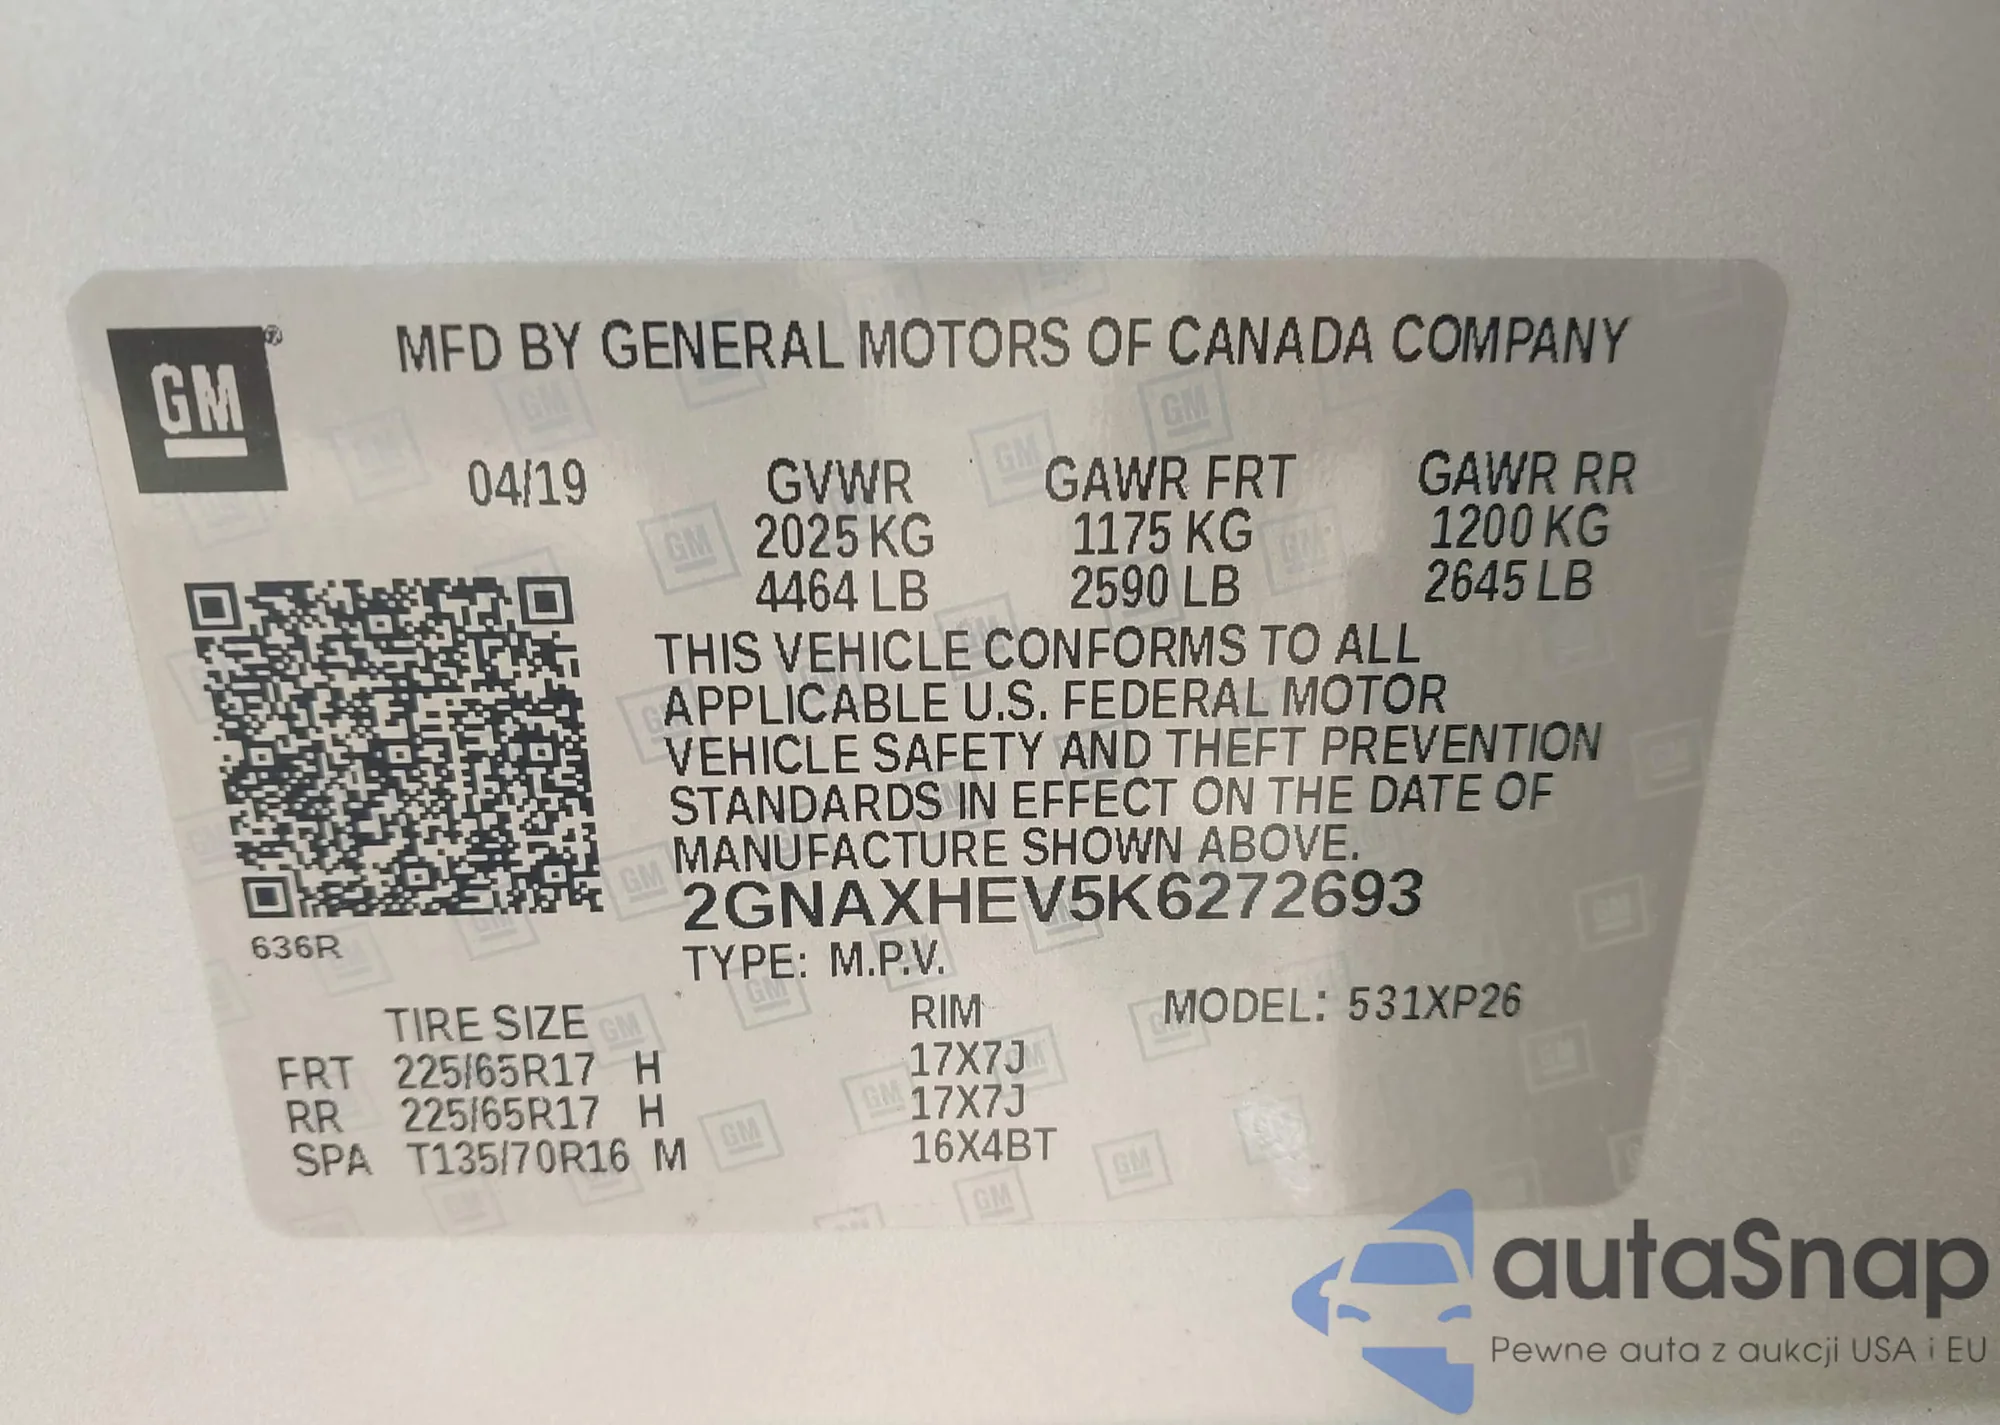 GM®
MFD BY GENERAL MOTORS OF CANADA COMPANY
04/19 GVWR GAWR FRT GAWR RR
2025 KG 1175 KG 1200 KG
4464 LB 2590 LB 2645 LB
THIS VEHICLE CONFORMS TO ALL
APPLICABLE U.S. FEDERAL MOTOR
VEHICLE SAFETY AND THEFT PREVENTION
STANDARDS IN EFFECT ON THE DATE OF
MANUFACTURE SHOWN ABOVE.
2GNAXHEV5K6272693
636R
TYPE: M.P.V.
TIRE SIZE RIM MODEL: 531XP26
FRT 225/65R17 H 17X7J
RR 225/65R17 H 17X7J
SPA T135/70R16 M 16X4BT
autaSnap
Pewne auta z aukcji USA i EU